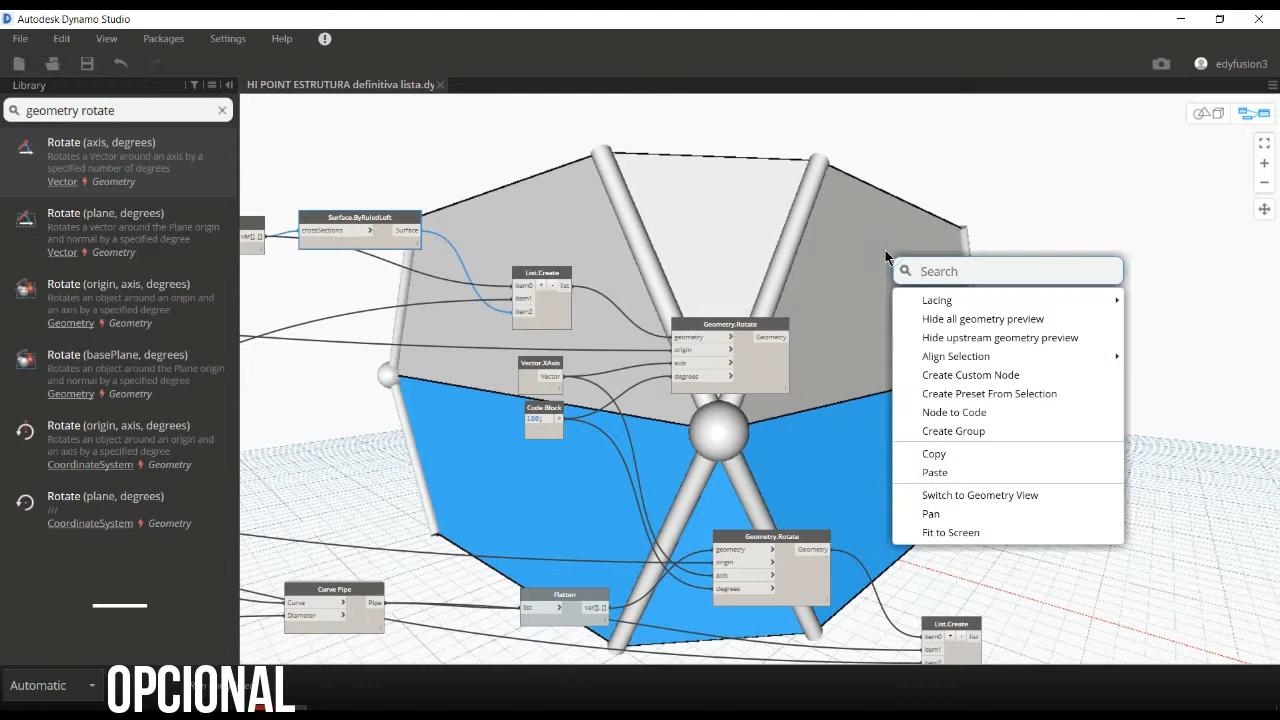 Autodesk Dynamo Studio
File Edit View Packages Settings Help
edyfusion3
Library
HI POINT ESTRUTURA definitiva lista.dy
geometry rotate
Rotate (axis, degrees)
Rotates a Vector around an axis by a
specified number of degrees
Vector Geometry
Rotate (plane, degrees)
Rotates a vector around the Plane origin
and normal by a specified degree
Vector Geometry
Rotate (origin, axis, degrees)
Rotates an object around an origin and
an axis by a specified degree
Geometry Geometry
Rotate (basePlane, degrees)
Rotates an object around the Plane origin
and normal by a specified degree
Geometry Geometry
Rotate (origin, axis, degrees)
Rotates an object around an origin and
an axis by a specified degree
CoordinateSystem Geometry
Rotate (plane, degrees)
///
CoordinateSystem Geometry
var[]..[]
Surface.ByRuledLoft
crossSections > Surface
List.Create
item0 + - list
item1
item2
Vector.XAxis
Vector
Code Block
180; >
Geometry.Rotate
geometry > Geometry
origin >
axis >
degrees >
Search
Lacing
Hide all geometry preview
Hide upstream geometry preview
Align Selection
Create Custom Node
Create Preset From Selection
Node to Code
Create Group
Copy
Paste
Switch to Geometry View
Pan
Fit to Screen
Geometry.Rotate
geometry > Geometry
origin >
axis >
degrees >
Curve Pipe
Curve > Pipe
Diameter >
Flatten
list > var[]..[]
List.Create
item0 + - list
item1
item2
Automatic
OPCIONAL